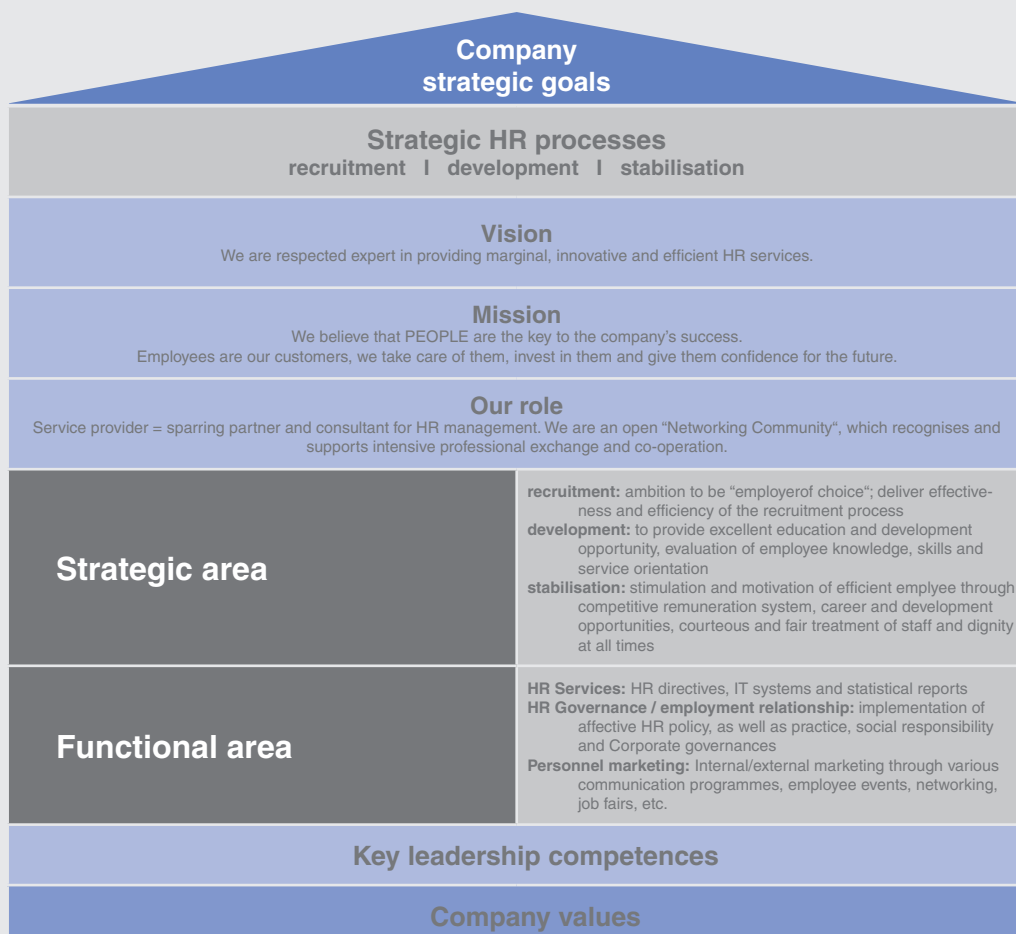 Company
strategic goals
Strategic HR processes
recruitment I development I stabilisation
Vision
We are respected expert in providing marginal, innovative and efficient HR services.
Mission
We believe that PEOPLE are the key to the company’s success.
Employees are our customers, we take care of them, invest in them and give them confidence for the future.
Our role
Service provider = sparring partner and consultant for HR management. We are an open “Networking Community“, which recognises and
supports intensive professional exchange and co-operation.
Strategic area
recruitment: ambition to be “employerof choice“; deliver effective-
ness and efficiency of the recruitment process
development: to provide excellent education and development
opportunity, evaluation of employee knowledge, skills and
service orientation
stabilisation: stimulation and motivation of efficient emplyee through
competitive remuneration system, career and development
opportunities, courteous and fair treatment of staff and dignity
at all times
Functional area
HR Services: HR directives, IT systems and statistical reports
HR Governance / employment relationship: implementation of
affective HR policy, as well as practice, social responsibility
and Corporate governances
Personnel marketing: Internal/external marketing through various
communication programmes, employee events, networking,
job fairs, etc.
Key leadership competences
Company values